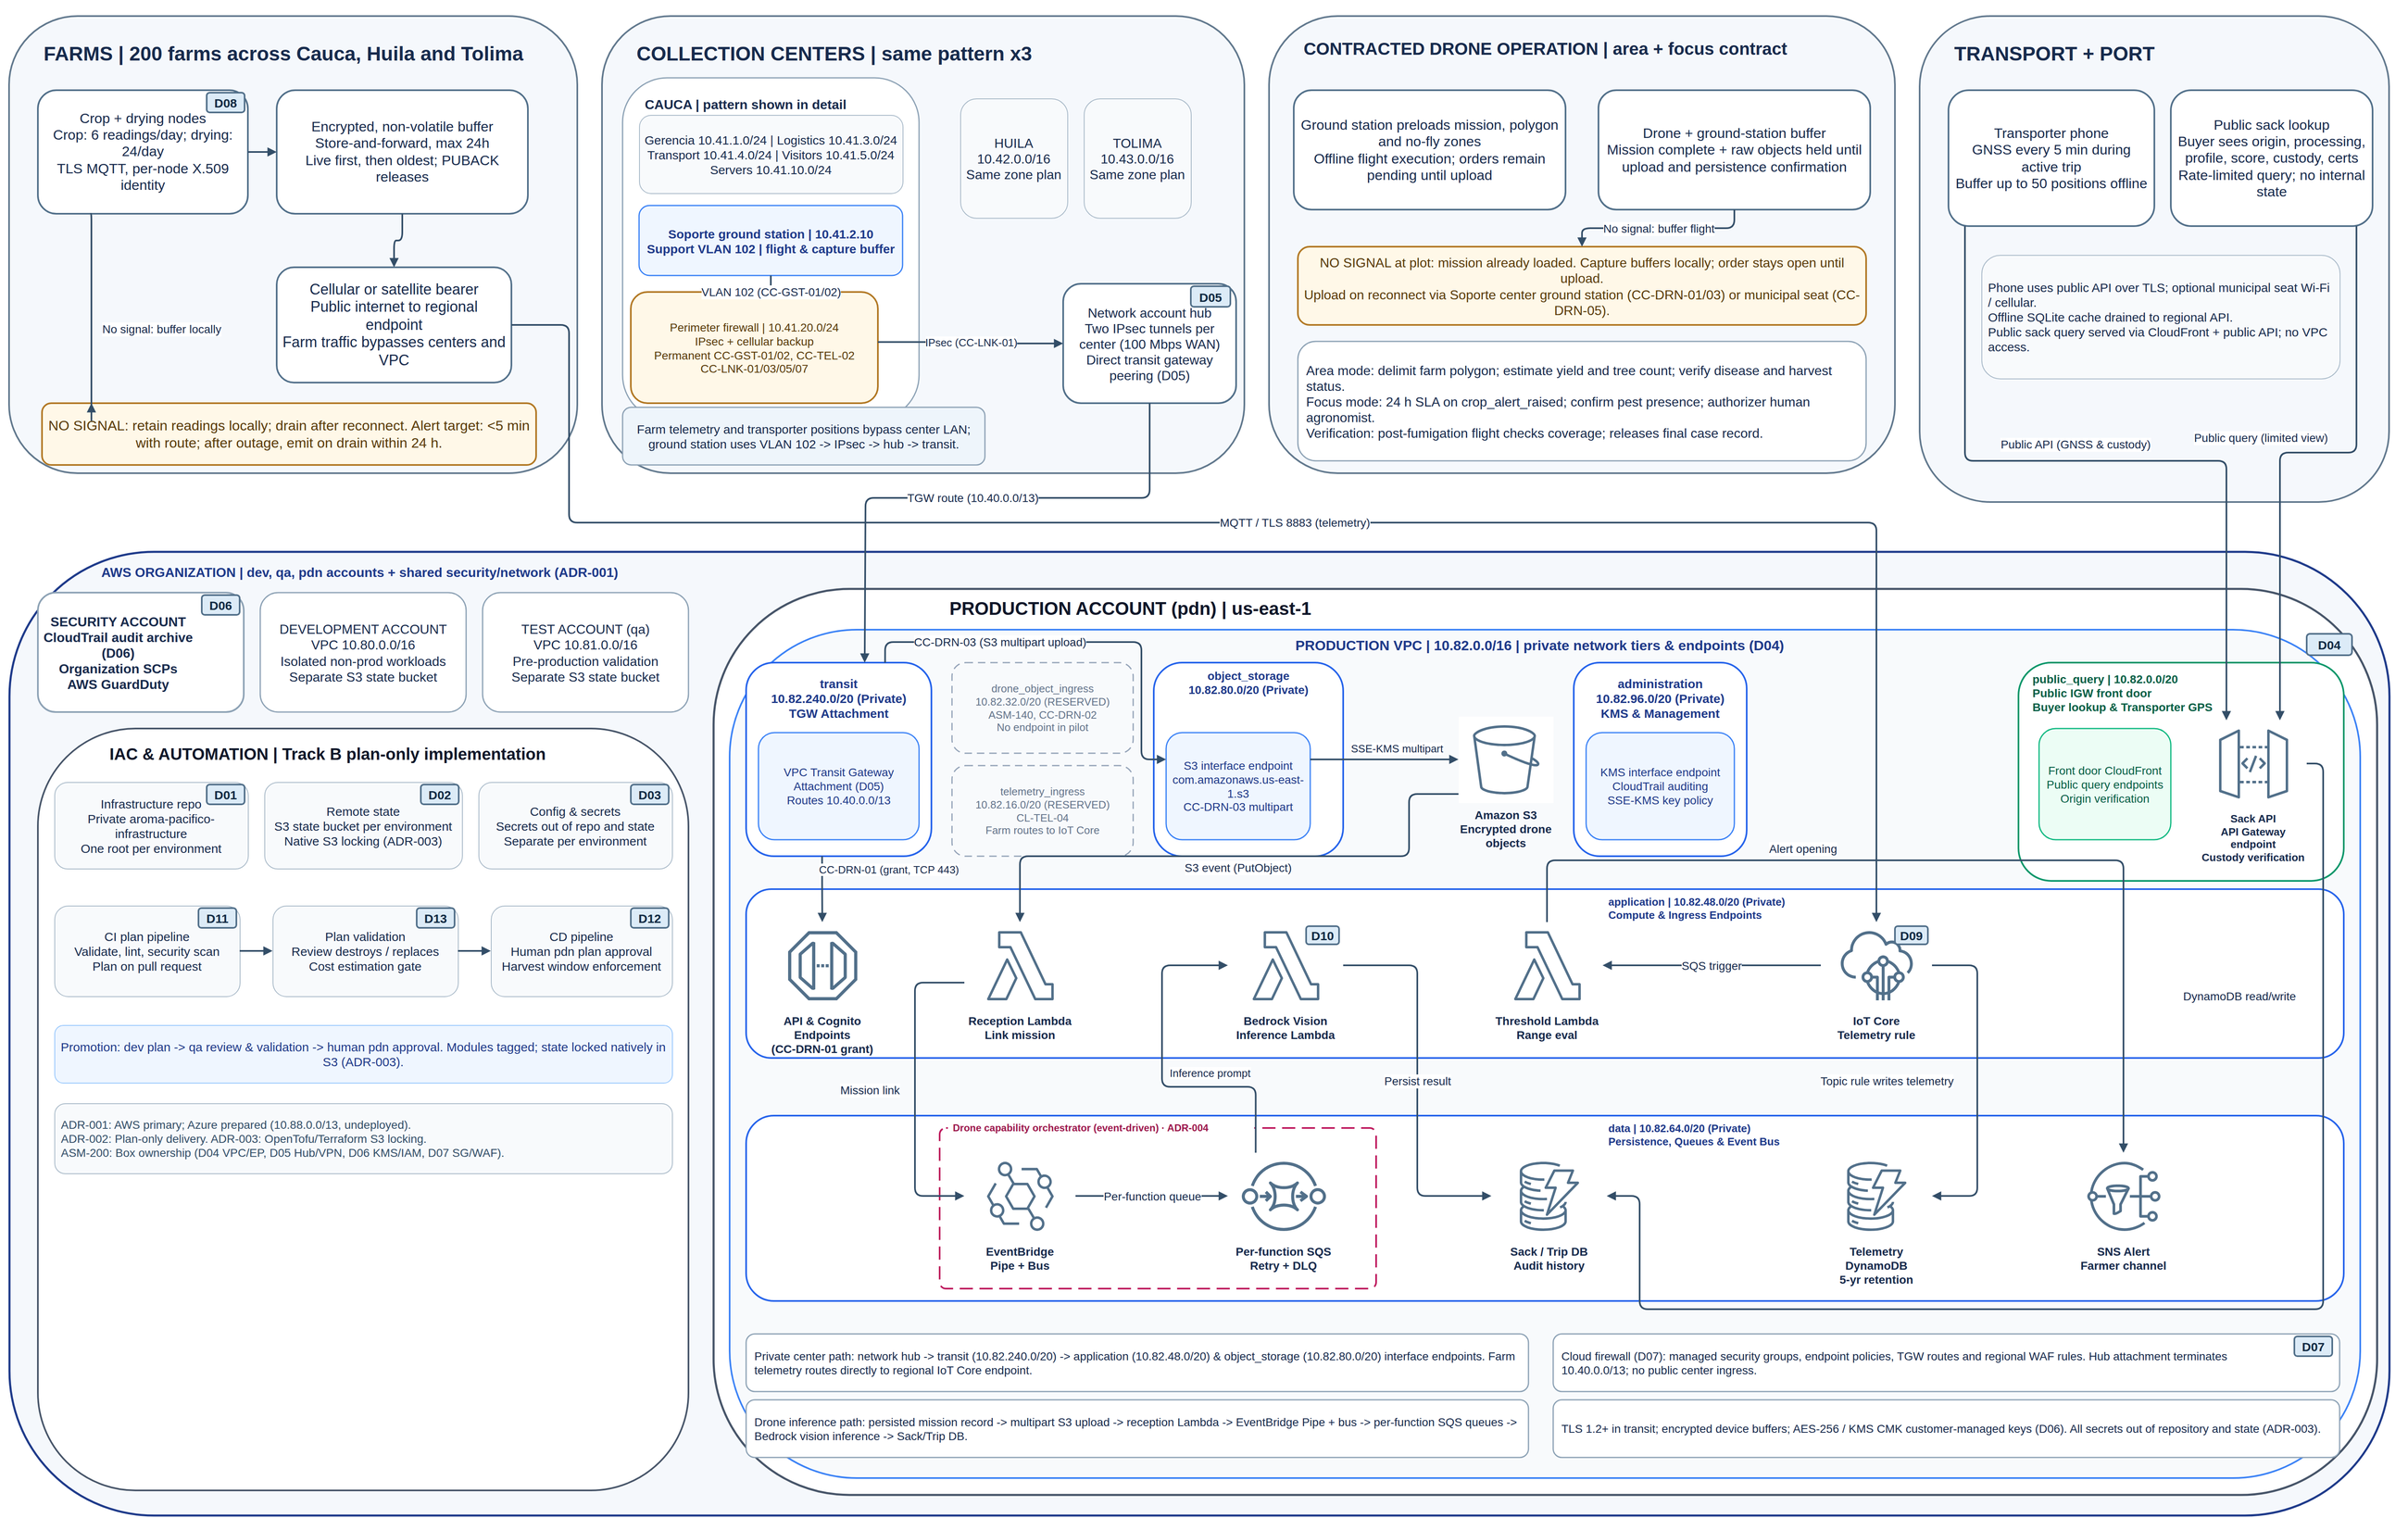 FARMS | 200 farms across Cauca, Huila and Tolima
D08
Crop + drying nodes
Crop: 6 readings/day; drying:
24/day
TLS MQTT, per-node X.509
identity
Encrypted, non-volatile buffer
Store-and-forward, max 24h
Live first, then oldest; PUBACK
releases
Cellular or satellite bearer
Public internet to regional
endpoint
Farm traffic bypasses centers and
VPC
No signal: buffer locally
NO SIGNAL: retain readings locally; drain after reconnect. Alert target: <5 min
with route; after outage, emit on drain within 24 h.
COLLECTION CENTERS | same pattern x3
CAUCA | pattern shown in detail
Gerencia 10.41.1.0/24 | Logistics 10.41.3.0/24
Transport 10.41.4.0/24 | Visitors 10.41.5.0/24
Servers 10.41.10.0/24
Soporte ground station | 10.41.2.10
Support VLAN 102 | flight & capture buffer
VLAN 102 (CC-GST-01/02)
Perimeter firewall | 10.41.20.0/24
IPsec + cellular backup
Permanent CC-GST-01/02, CC-TEL-02
CC-LNK-01/03/05/07
HUILA
10.42.0.0/16
Same zone plan
TOLIMA
10.43.0.0/16
Same zone plan
IPsec (CC-LNK-01)
D05
Network account hub
Two IPsec tunnels per
center (100 Mbps WAN)
Direct transit gateway
peering (D05)
Farm telemetry and transporter positions bypass center LAN;
ground station uses VLAN 102 -> IPsec -> hub -> transit.
CONTRACTED DRONE OPERATION | area + focus contract
Ground station preloads mission, polygon
and no-fly zones
Offline flight execution; orders remain
pending until upload
Drone + ground-station buffer
Mission complete + raw objects held until
upload and persistence confirmation
No signal: buffer flight
NO SIGNAL at plot: mission already loaded. Capture buffers locally; order stays open until
upload.
Upload on reconnect via Soporte center ground station (CC-DRN-01/03) or municipal seat (CC-
DRN-05).
Area mode: delimit farm polygon; estimate yield and tree count; verify disease and harvest
status.
Focus mode: 24 h SLA on crop_alert_raised; confirm pest presence; authorizer human
agronomist.
Verification: post-fumigation flight checks coverage; releases final case record.
TRANSPORT + PORT
Transporter phone
GNSS every 5 min during
active trip
Buffer up to 50 positions offline
Public sack lookup
Buyer sees origin, processing,
profile, score, custody, certs
Rate-limited query; no internal
state
Phone uses public API over TLS; optional municipal seat Wi-Fi
/ cellular.
Offline SQLite cache drained to regional API.
Public sack query served via CloudFront + public API; no VPC
access.
Public API (GNSS & custody)
Public query (limited view)
TGW route (10.40.0.0/13)
MQTT / TLS 8883 (telemetry)
AWS ORGANIZATION | dev, qa, pdn accounts + shared security/network (ADR-001)
D06
SECURITY ACCOUNT
CloudTrail audit archive
(D06)
Organization SCPs
AWS GuardDuty
DEVELOPMENT ACCOUNT
VPC 10.80.0.0/16
Isolated non-prod workloads
Separate S3 state bucket
TEST ACCOUNT (qa)
VPC 10.81.0.0/16
Pre-production validation
Separate S3 state bucket
IAC & AUTOMATION | Track B plan-only implementation
D01
Infrastructure repo
Private aroma-pacifico-
infrastructure
One root per environment
D02
Remote state
S3 state bucket per environment
Native S3 locking (ADR-003)
D03
Config & secrets
Secrets out of repo and state
Separate per environment
D11
CI plan pipeline
Validate, lint, security scan
Plan on pull request
D13
Plan validation
Review destroys / replaces
Cost estimation gate
D12
CD pipeline
Human pdn plan approval
Harvest window enforcement
Promotion: dev plan -> qa review & validation -> human pdn approval. Modules tagged; state locked natively in
S3 (ADR-003).
ADR-001: AWS primary; Azure prepared (10.88.0.0/13, undeployed).
ADR-002: Plan-only delivery. ADR-003: OpenTofu/Terraform S3 locking.
ASM-200: Box ownership (D04 VPC/EP, D05 Hub/VPN, D06 KMS/IAM, D07 SG/WAF).
PRODUCTION ACCOUNT (pdn) | us-east-1
PRODUCTION VPC | 10.82.0.0/16 | private network tiers & endpoints (D04)
D04
CC-DRN-03 (S3 multipart upload)
transit
10.82.240.0/20 (Private)
TGW Attachment
VPC Transit Gateway
Attachment (D05)
Routes 10.40.0.0/13
drone_object_ingress
10.82.32.0/20 (RESERVED)
ASM-140, CC-DRN-02
No endpoint in pilot
telemetry_ingress
10.82.16.0/20 (RESERVED)
CL-TEL-04
Farm routes to IoT Core
object_storage
10.82.80.0/20 (Private)
S3 interface endpoint
com.amazonaws.us-east-
1.s3
CC-DRN-03 multipart
SSE-KMS multipart
Amazon S3
Encrypted drone
objects
administration
10.82.96.0/20 (Private)
KMS & Management
KMS interface endpoint
CloudTrail auditing
SSE-KMS key policy
public_query | 10.82.0.0/20
Public IGW front door
Buyer lookup & Transporter GPS
Front door CloudFront
Public query endpoints
Origin verification
Sack API
API Gateway
endpoint
Custody verification
CC-DRN-01 (grant, TCP 443)
S3 event (PutObject)
Alert opening
application | 10.82.48.0/20 (Private)
Compute & Ingress Endpoints
API & Cognito
Endpoints
(CC-DRN-01 grant)
Reception Lambda
Link mission
D10
Bedrock Vision
Inference Lambda
Threshold Lambda
Range eval
SQS trigger
D09
IoT Core
Telemetry rule
DynamoDB read/write
Mission link
Inference prompt
Persist result
Topic rule writes telemetry
data | 10.82.64.0/20 (Private)
Persistence, Queues & Event Bus
Drone capability orchestrator (event-driven) · ADR-004
EventBridge
Pipe + Bus
Per-function queue
Per-function SQS
Retry + DLQ
Sack / Trip DB
Audit history
Telemetry
DynamoDB
5-yr retention
SNS Alert
Farmer channel
Private center path: network hub -> transit (10.82.240.0/20) -> application (10.82.48.0/20) & object_storage (10.82.80.0/20) interface endpoints. Farm
telemetry routes directly to regional IoT Core endpoint.
D07
Cloud firewall (D07): managed security groups, endpoint policies, TGW routes and regional WAF rules. Hub attachment terminates
10.40.0.0/13; no public center ingress.
Drone inference path: persisted mission record -> multipart S3 upload -> reception Lambda -> EventBridge Pipe + bus -> per-function SQS queues ->
Bedrock vision inference -> Sack/Trip DB.
TLS 1.2+ in transit; encrypted device buffers; AES-256 / KMS CMK customer-managed keys (D06). All secrets out of repository and state (ADR-003).